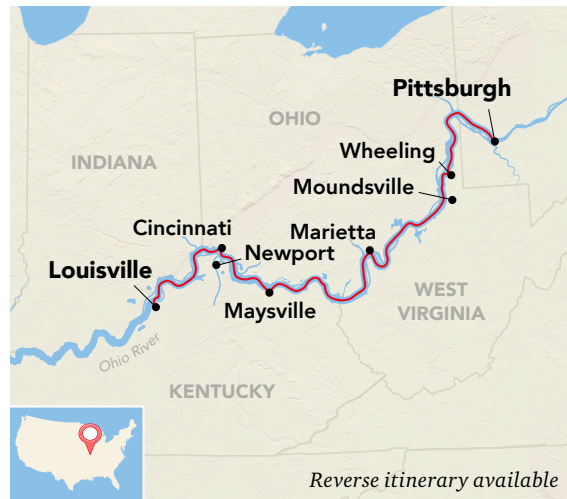 Pittsburgh
OHIO
Wheeling
INDIANA
Moundsville
Cincinnati
Marietta
Newport
Louisville
WEST
VIRGINIA
Maysville
Ohio River
KENTUCKY
Reverse itinerary available